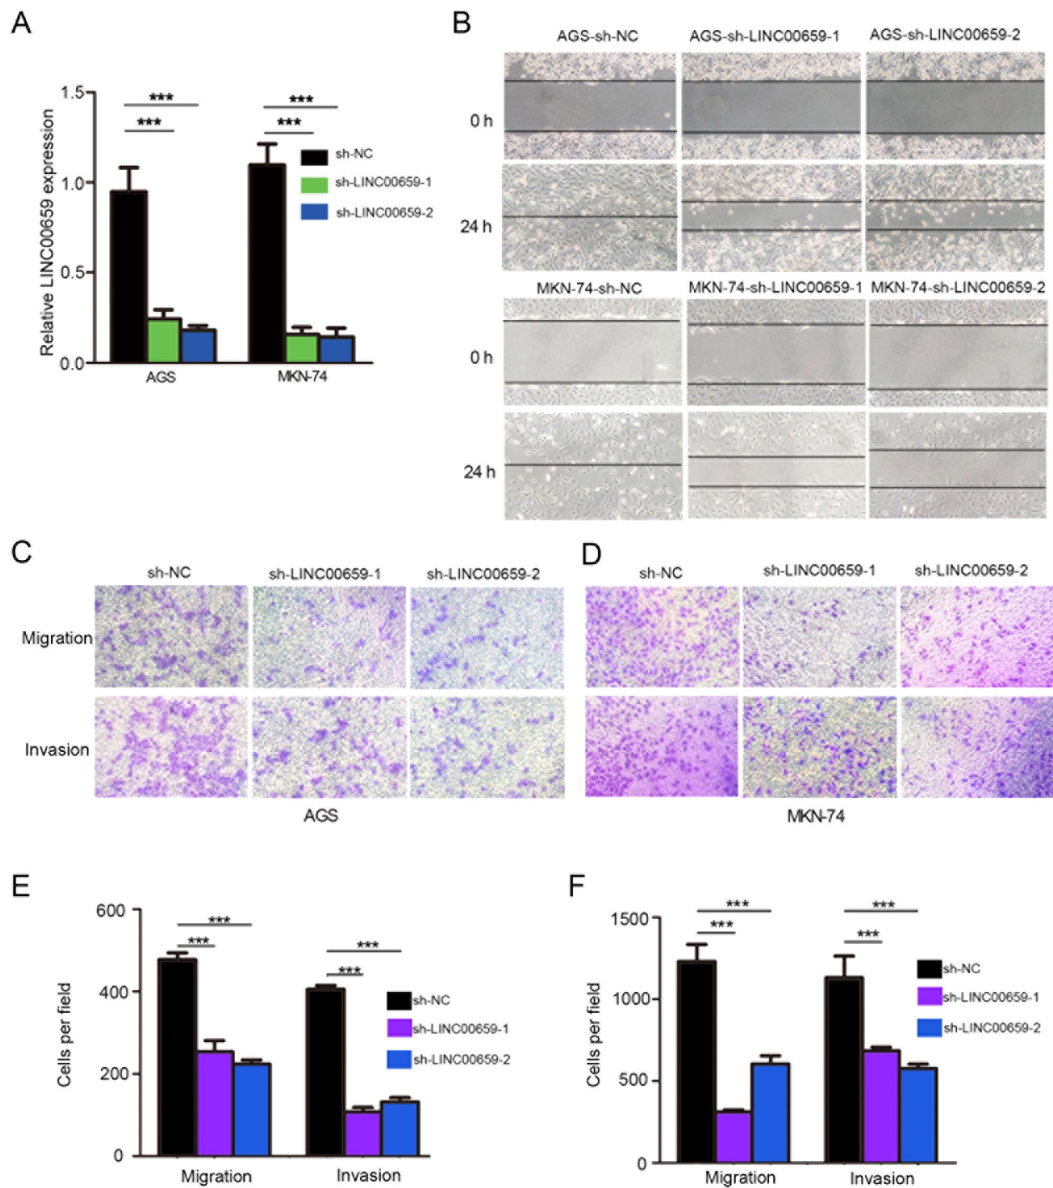 A
1.5
1.0
0.5
0.0
Relative LINC00659 expression
***
***
***
***
sh-NC
sh-LINC00659-1
sh-LINC00659-2
AGS
MKN-74
B
AGS-sh-NC
AGS-sh-LINC00659-1
AGS-sh-LINC00659-2
0 h
24 h
MKN-74-sh-NC
MKN-74-sh-LINC00659-1
MKN-74-sh-LINC00659-2
0 h
24 h
C
sh-NC
sh-LINC00659-1
sh-LINC00659-2
Migration
Invasion
AGS
D
sh-NC
sh-LINC00659-1
sh-LINC00659-2
MKN-74
E
600
400
200
0
Cells per field
***
***
***
***
sh-NC
sh-LINC00659-1
sh-LINC00659-2
Migration
Invasion
F
1500
1000
500
0
Cells per field
***
***
***
***
sh-NC
sh-LINC00659-1
sh-LINC00659-2
Migration
Invasion